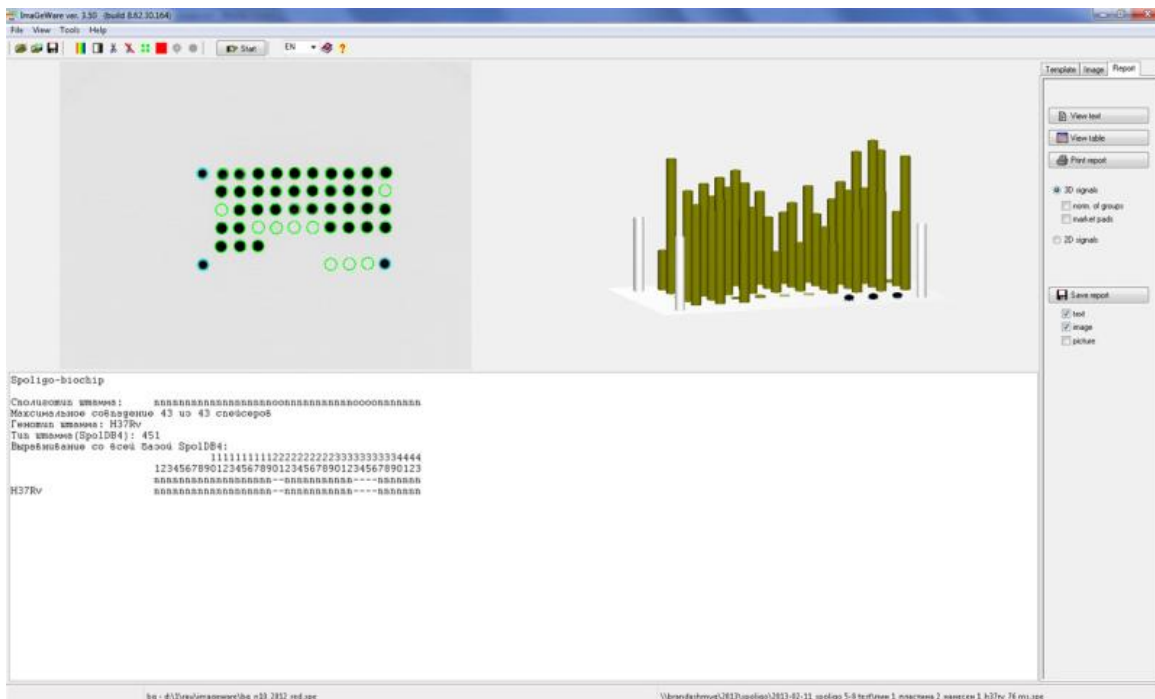 ImaGeWare ver. 3.50 (build 8.62.30.164)
File View Tools Help
Start EN
Template Image Report
View text
View table
Print report
3D signals
norm. of groups
market pads
2D signals
Save report
text
image
picture
Spoligo-biochip
Сполиготип штамма: nnnnnnnnnnnnnnnnnnnoonnnnnnnnnnnoooonnnnnnn
Максимальное совпадение 43 из 43 спейсеров
Генотип штамма: H37Rv
Тип штамма(SpolDB4): 451
Выравнивание со всей базой SpolDB4:
1111111111222222222233333333334444
1234567890123456789012345678901234567890123
nnnnnnnnnnnnnnnnnnn--nnnnnnnnnnn----nnnnnnn
H37Rv nnnnnnnnnnnnnnnnnnn--nnnnnnnnnnn----nnnnnnn